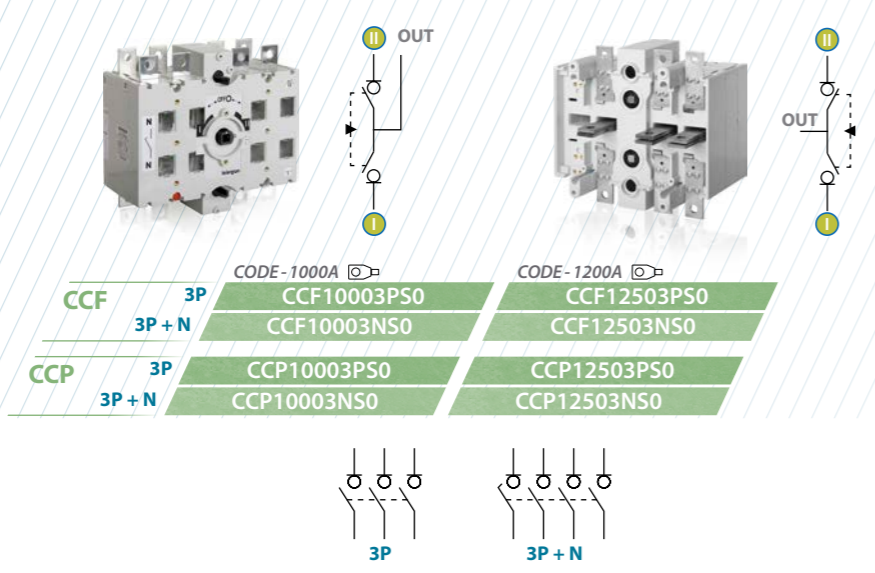 II OUT
II
OUT
N
N
I
I
CODE - 1000A CODE - 1200A
CCF 3P CCF10003PS0 CCF12503PS0
3P + N CCF10003NS0 CCF12503NS0
CCP 3P CCP10003PS0 CCP12503PS0
3P + N CCP10003NS0 CCP12503NS0
3P 3P + N